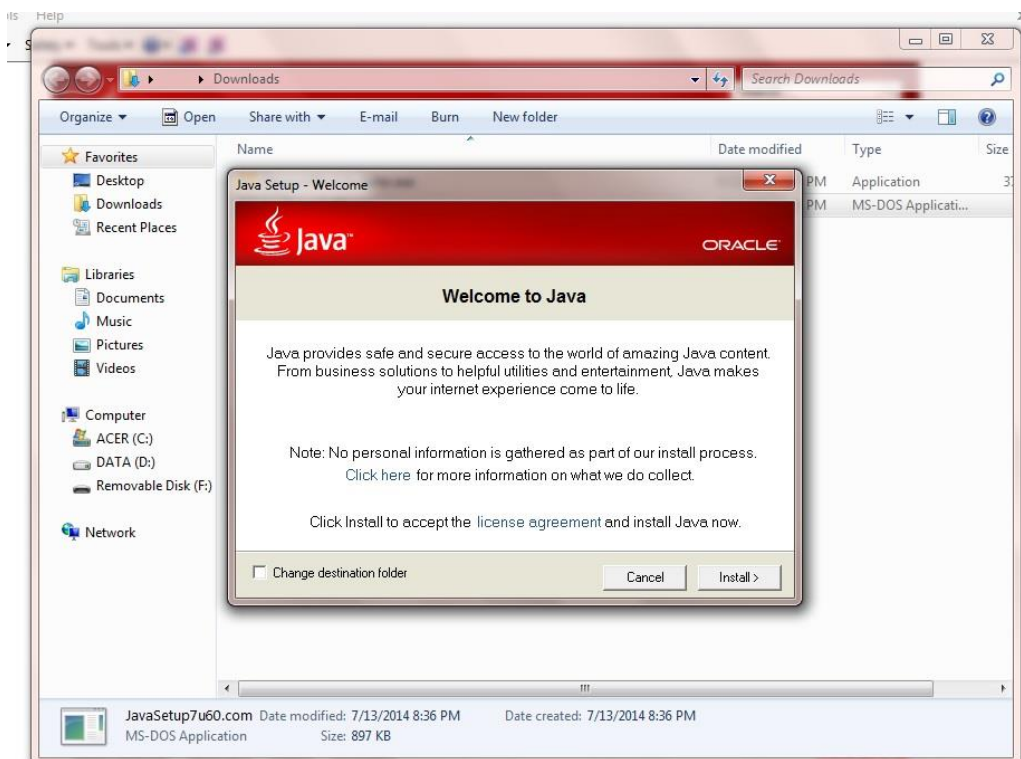 Help
Downloads
Search Downloads
Organize
Open
Share with
E-mail
Burn
New folder
Favorites
Desktop
Downloads
Recent Places
Libraries
Documents
Music
Pictures
Videos
Computer
ACER (C:)
DATA (D:)
Removable Disk (F:)
Network
Name
Date modified
Type
Size
PM
Application
PM
MS-DOS Applicati...
Java Setup - Welcome
Java™
ORACLE
Welcome to Java
Java provides safe and secure access to the world of amazing Java content.
From business solutions to helpful utilities and entertainment, Java makes
your internet experience come to life.
Note: No personal information is gathered as part of our install process.
Click here for more information on what we do collect.
Click Install to accept the license agreement and install Java now.
Change destination folder
Cancel
Install >
JavaSetup7u60.com Date modified: 7/13/2014 8:36 PM Date created: 7/13/2014 8:36 PM
MS-DOS Application Size: 897 KB